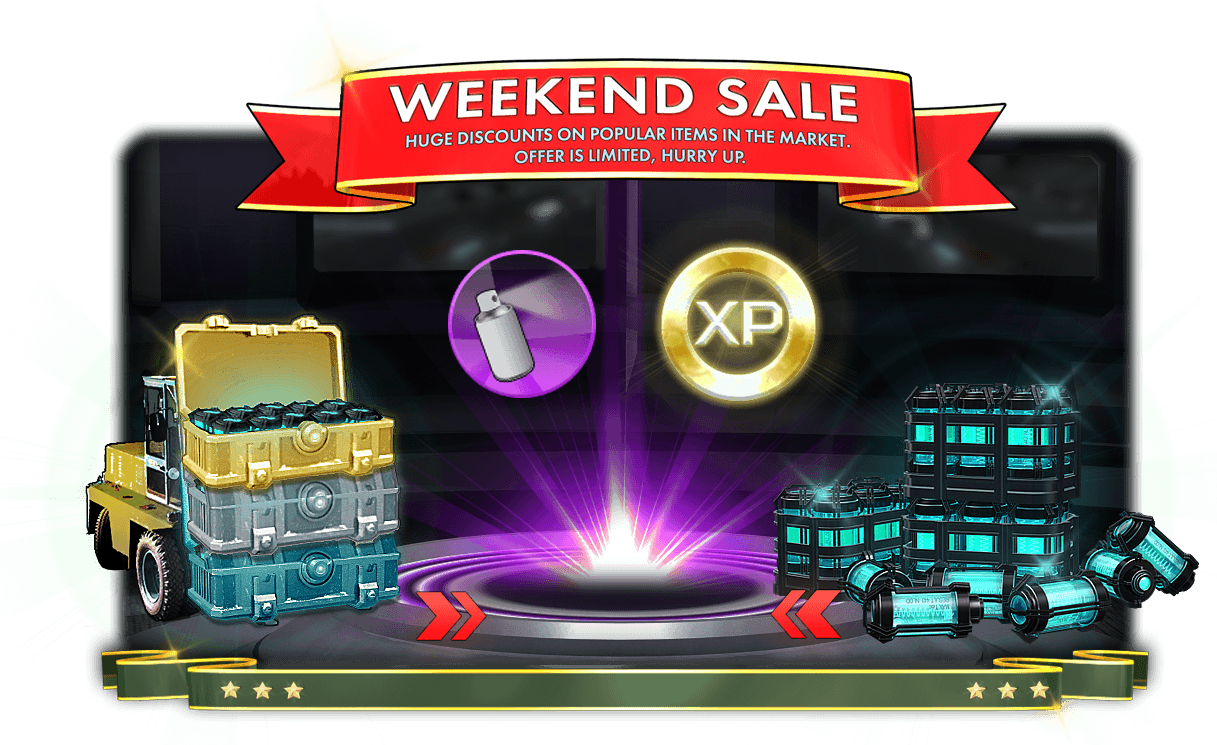 WEEKEND SALE
HUGE DISCOUNTS ON POPULAR ITEMS IN THE MARKET.
OFFER IS LIMITED, HURRY UP.
XP